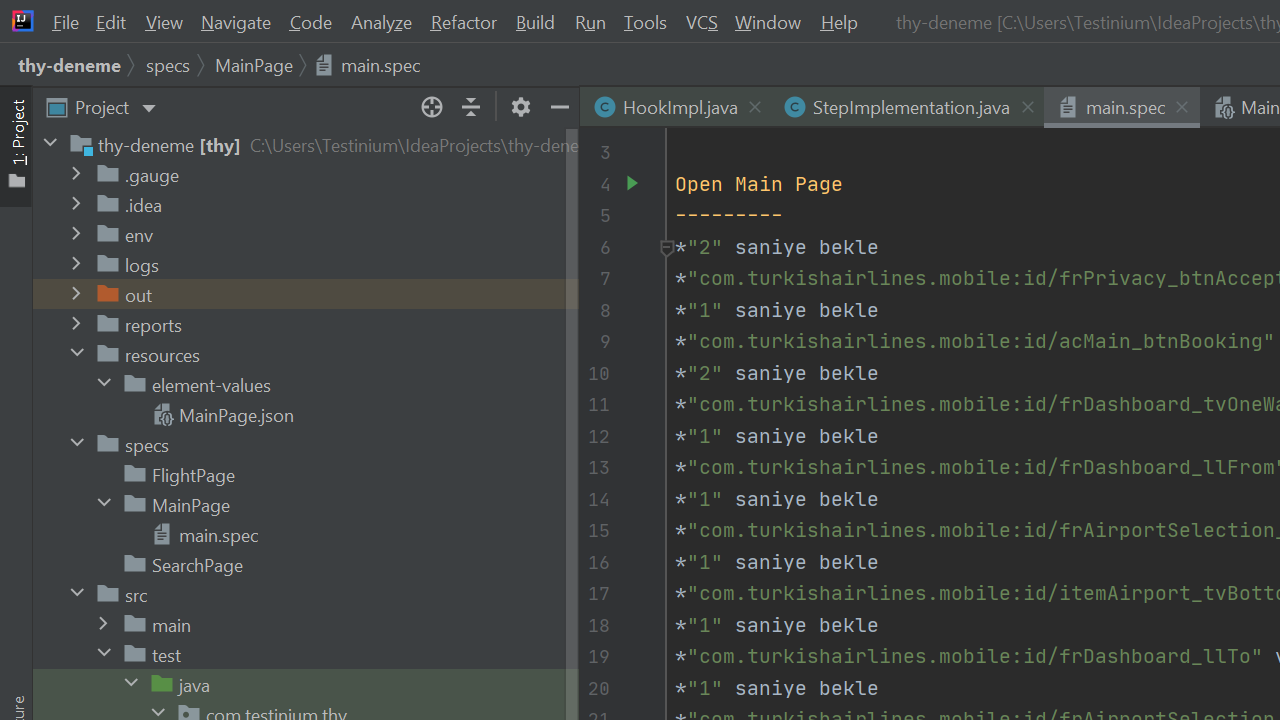 File Edit View Navigate Code Analyze Refactor Build Run Tools VCS Window Help thy-deneme [C:\Users\Testinium\IdeaProjects\thy
thy-deneme specs MainPage main.spec
1: Project
Project
thy-deneme [thy] C:\Users\Testinium\IdeaProjects\thy-dene
.gauge
.idea
env
logs
out
reports
resources
element-values
MainPage.json
specs
FlightPage
MainPage
main.spec
SearchPage
src
main
test
java
com.testinium.thy
HookImpl.java StepImplementation.java main.spec Main
3
4 Open Main Page
5 ---------
6 *"2" saniye bekle
7 *"com.turkishairlines.mobile:id/frPrivacy_btnAccept
8 *"1" saniye bekle
9 *"com.turkishairlines.mobile:id/acMain_btnBooking"
10 *"2" saniye bekle
11 *"com.turkishairlines.mobile:id/frDashboard_tvOneWa
12 *"1" saniye bekle
13 *"com.turkishairlines.mobile:id/frDashboard_llFrom"
14 *"1" saniye bekle
15 *"com.turkishairlines.mobile:id/frAirportSelection_
16 *"1" saniye bekle
17 *"com.turkishairlines.mobile:id/itemAirport_tvBotto
18 *"1" saniye bekle
19 *"com.turkishairlines.mobile:id/frDashboard_llTo" v
20 *"1" saniye bekle
21 *"com.turkishairlines.mobile:id/frAirportSelection_